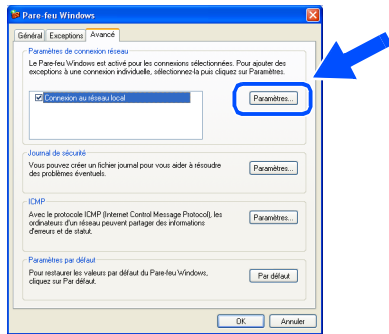 Pare-feu Windows
Général Exceptions Avancé
Paramètres de connexion réseau
Le Pare-feu Windows est activé pour les connexions sélectionnées. Pour ajouter des
exceptions à une connexion individuelle, sélectionnez-la puis cliquez sur Paramètres.
Connexion au réseau local
Paramètres...
Journal de sécurité
Vous pouvez créer un fichier journal pour vous aider à résoudre
des problèmes éventuels.
Paramètres...
ICMP
Avec le protocole ICMP (Internet Control Message Protocol), les
ordinateurs d'un réseau peuvent partager des informations
d'erreurs et de statut.
Paramètres...
Paramètres par défaut
Pour restaurer les valeurs par défaut du Pare-feu Windows,
cliquez sur Par défaut.
Par défaut
OK Annuler